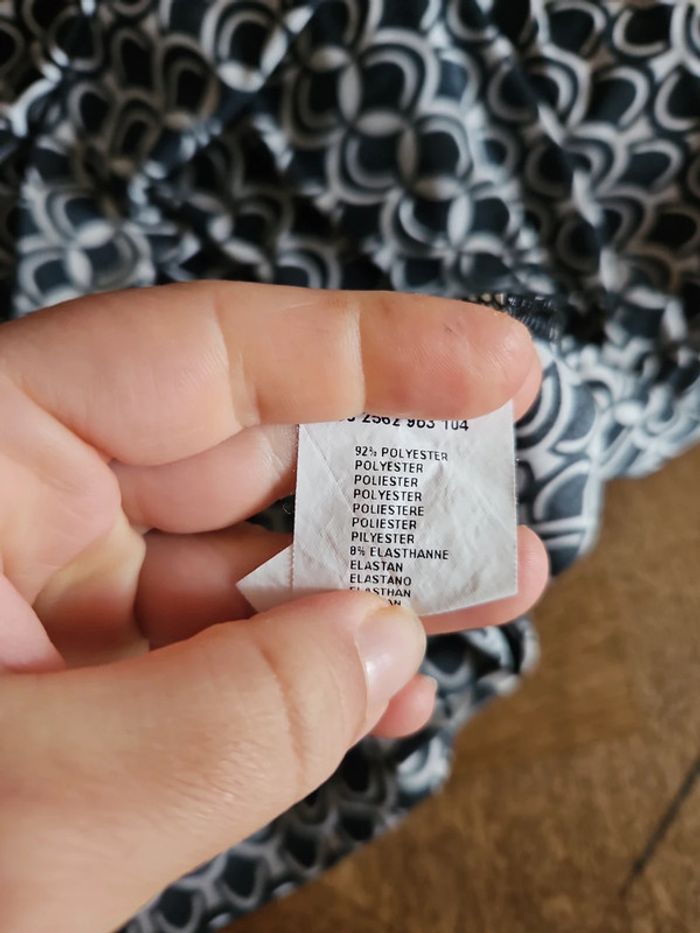 2562 963 104
92% POLYESTER
POLYESTER
POLIESTER
POLYESTER
POLIESTERE
POLIESTER
PILYESTER
8% ELASTHANNE
ELASTAN
ELASTANO
ELASTHAN